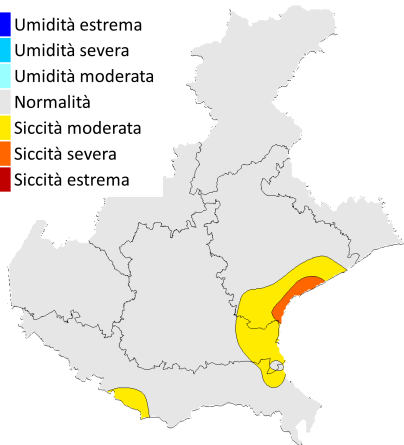 Umidità estrema
Umidità severa
Umidità moderata
Normalità
Siccità moderata
Siccità severa
Siccità estrema